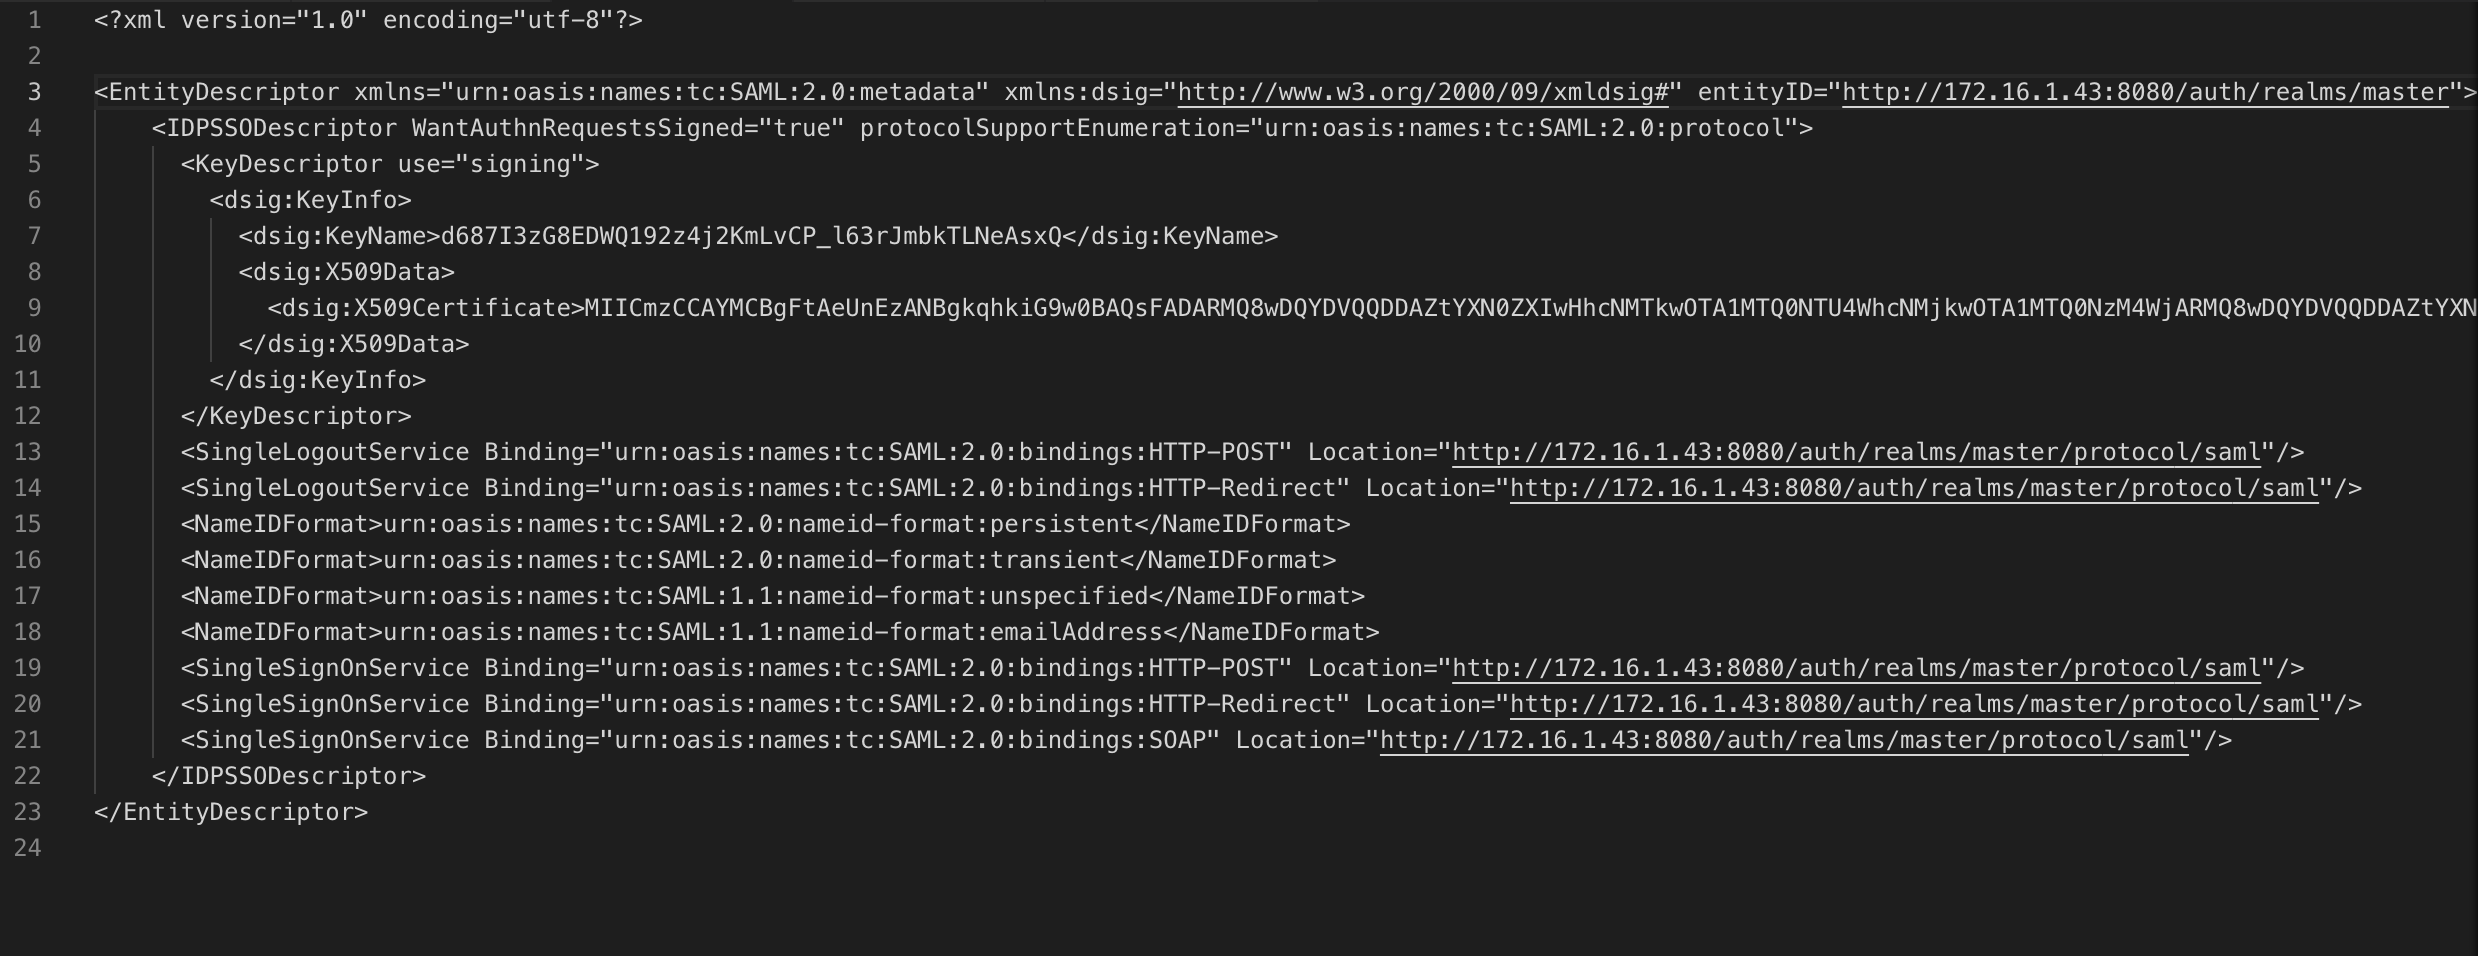 1 <?xml version="1.0" encoding="utf-8"?>
2
3 <EntityDescriptor xmlns="urn:oasis:names:tc:SAML:2.0:metadata" xmlns:dsig="http://www.w3.org/2000/09/xmldsig#" entityID="http://172.16.1.43:8080/auth/realms/master">
4 <IDPSSODescriptor WantAuthnRequestsSigned="true" protocolSupportEnumeration="urn:oasis:names:tc:SAML:2.0:protocol">
5 <KeyDescriptor use="signing">
6 <dsig:KeyInfo>
7 <dsig:KeyName>d687I3zG8EDWQ192z4j2KmLvCP_l63rJmbkTLNeAsxQ</dsig:KeyName>
8 <dsig:X509Data>
9 <dsig:X509Certificate>MIICmzCCAYMCBgFtAeUnEzANBgkqhkiG9w0BAQsFADARMQ8wDQYDVQQDDAZtYXN0ZXIwHhcNMTkwOTA1MTQ0NTU4WhcNMjkwOTA1MTQ0NzM4WjARMQ8wDQYDVQQDDAZtYXN
10 </dsig:X509Data>
11 </dsig:KeyInfo>
12 </KeyDescriptor>
13 <SingleLogoutService Binding="urn:oasis:names:tc:SAML:2.0:bindings:HTTP-POST" Location="http://172.16.1.43:8080/auth/realms/master/protocol/saml"/>
14 <SingleLogoutService Binding="urn:oasis:names:tc:SAML:2.0:bindings:HTTP-Redirect" Location="http://172.16.1.43:8080/auth/realms/master/protocol/saml"/>
15 <NameIDFormat>urn:oasis:names:tc:SAML:2.0:nameid-format:persistent</NameIDFormat>
16 <NameIDFormat>urn:oasis:names:tc:SAML:2.0:nameid-format:transient</NameIDFormat>
17 <NameIDFormat>urn:oasis:names:tc:SAML:1.1:nameid-format:unspecified</NameIDFormat>
18 <NameIDFormat>urn:oasis:names:tc:SAML:1.1:nameid-format:emailAddress</NameIDFormat>
19 <SingleSignOnService Binding="urn:oasis:names:tc:SAML:2.0:bindings:HTTP-POST" Location="http://172.16.1.43:8080/auth/realms/master/protocol/saml"/>
20 <SingleSignOnService Binding="urn:oasis:names:tc:SAML:2.0:bindings:HTTP-Redirect" Location="http://172.16.1.43:8080/auth/realms/master/protocol/saml"/>
21 <SingleSignOnService Binding="urn:oasis:names:tc:SAML:2.0:bindings:SOAP" Location="http://172.16.1.43:8080/auth/realms/master/protocol/saml"/>
22 </IDPSSODescriptor>
23 </EntityDescriptor>
24